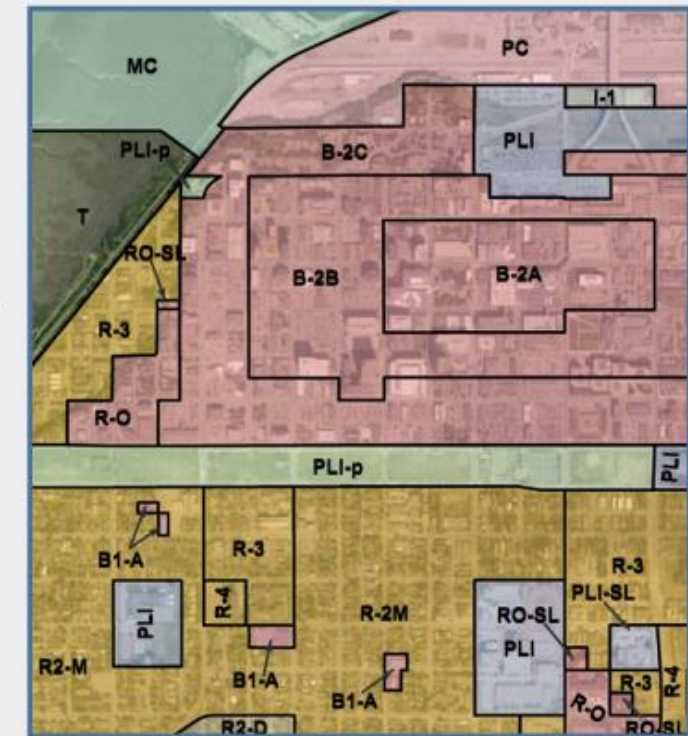 MC
PC
I-1
PLI-p
B-2C
PLI
T
RO-SL
B-2B
B-2A
R-3
R-O
PLI-p
PLI
B1-A
R-3
R-3
PLI-SL
R-4
R-2M
RO-SL
PLI
PLI
R2-M
B1-A
B1-A
R-3
R-4
R-O
R2-D
RO-SL